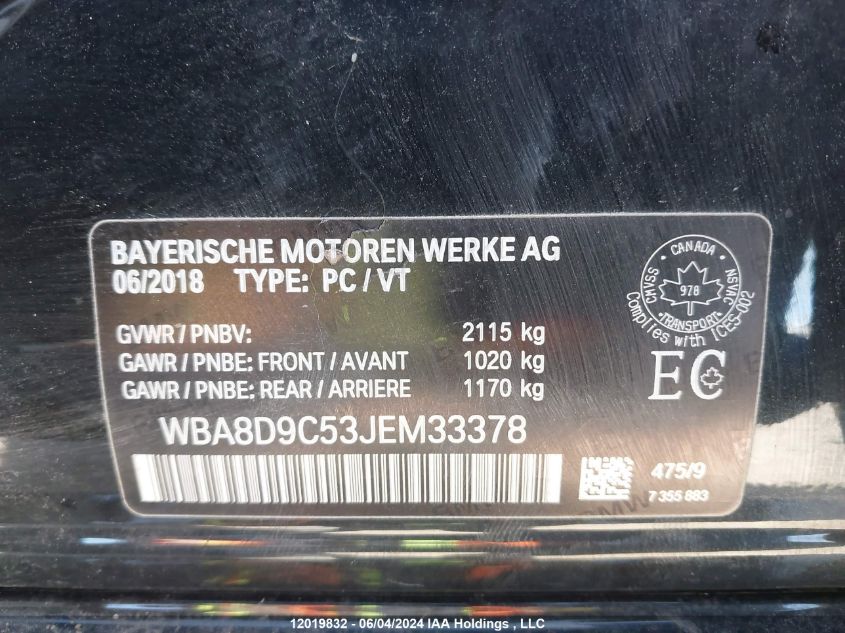 BAYERISCHE MOTOREN WERKE AG
06/2018 TYPE: PC / VT
GVWR / PNBV: 2115 kg
GAWR / PNBE: FRONT / AVANT 1020 kg
GAWR / PNBE: REAR / ARRIERE 1170 kg
WBA8D9C53JEM33378
CANADA
CMVSS
NSVAC
978
TRANSPORT
Complies with ICES-002
EC
475/9
7 355 883
12019832 - 06/04/2024 IAA Holdings , LLC